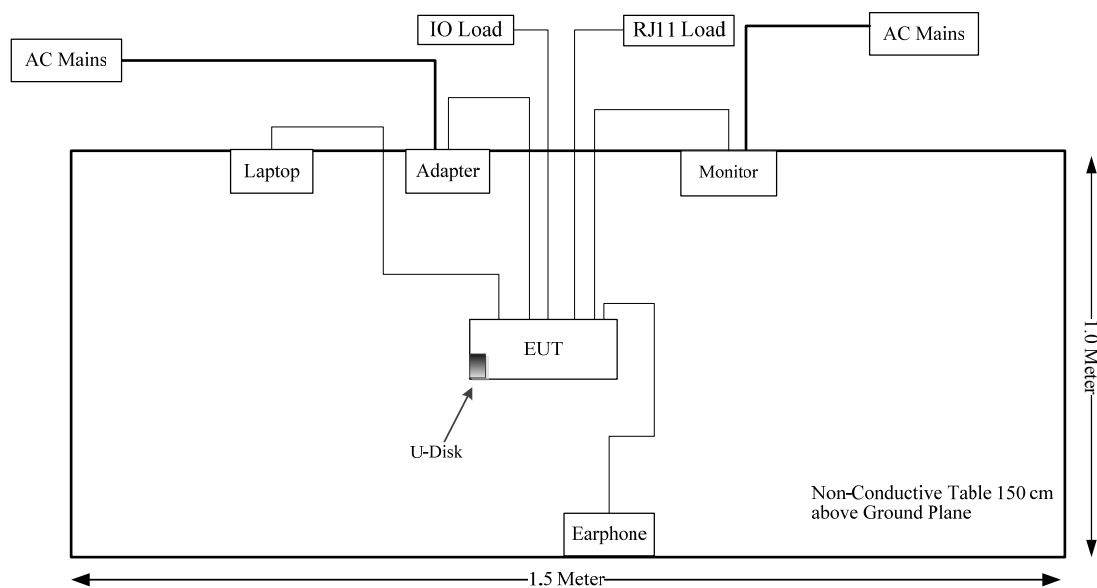 IO Load
RJ11 Load
AC Mains
AC Mains
Laptop
Adapter
Monitor
EUT
U-Disk
1.0 Meter
Non-Conductive Table 150 cm
above Ground Plane
Earphone
1.5 Meter